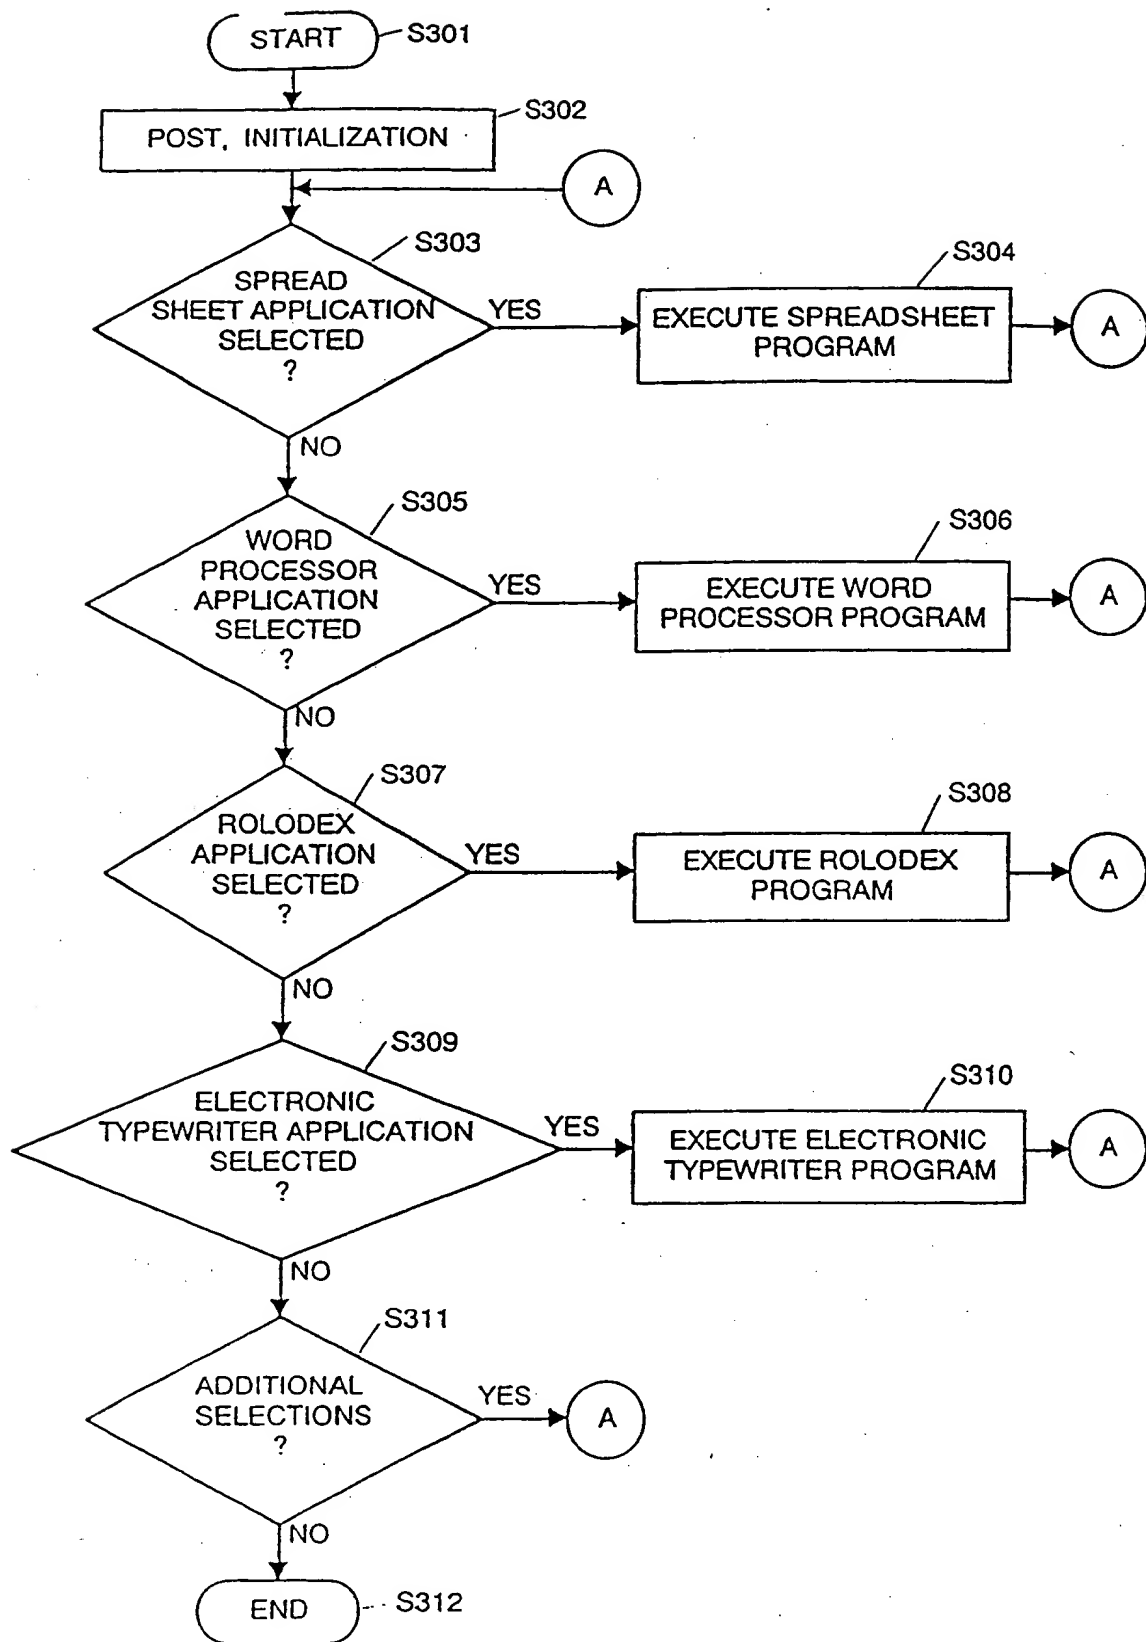 START
S301
S302
POST, INITIALIZATION
A
S303
SPREAD
SHEET APPLICATION
SELECTED
?
YES
S304
EXECUTE SPREADSHEET
PROGRAM
A
NO
S305
WORD
PROCESSOR
APPLICATION
SELECTED
?
YES
S306
EXECUTE WORD
PROCESSOR PROGRAM
A
NO
S307
ROLODEX
APPLICATION
SELECTED
?
YES
S308
EXECUTE ROLODEX
PROGRAM
A
NO
S309
ELECTRONIC
TYPEWRITER APPLICATION
SELECTED
?
YES
S310
EXECUTE ELECTRONIC
TYPEWRITER PROGRAM
A
NO
S311
ADDITIONAL
SELECTIONS
?
YES
A
NO
END
S312